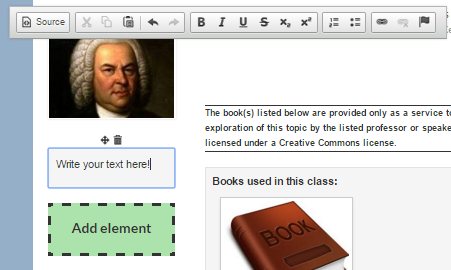 Source
B I U S x₂ x²
The book(s) listed below are provided only as a service to
exploration of this topic by the listed professor or speake
licensed under a Creative Commons license.
Write your text here!
Add element
Books used in this class:
BOOK